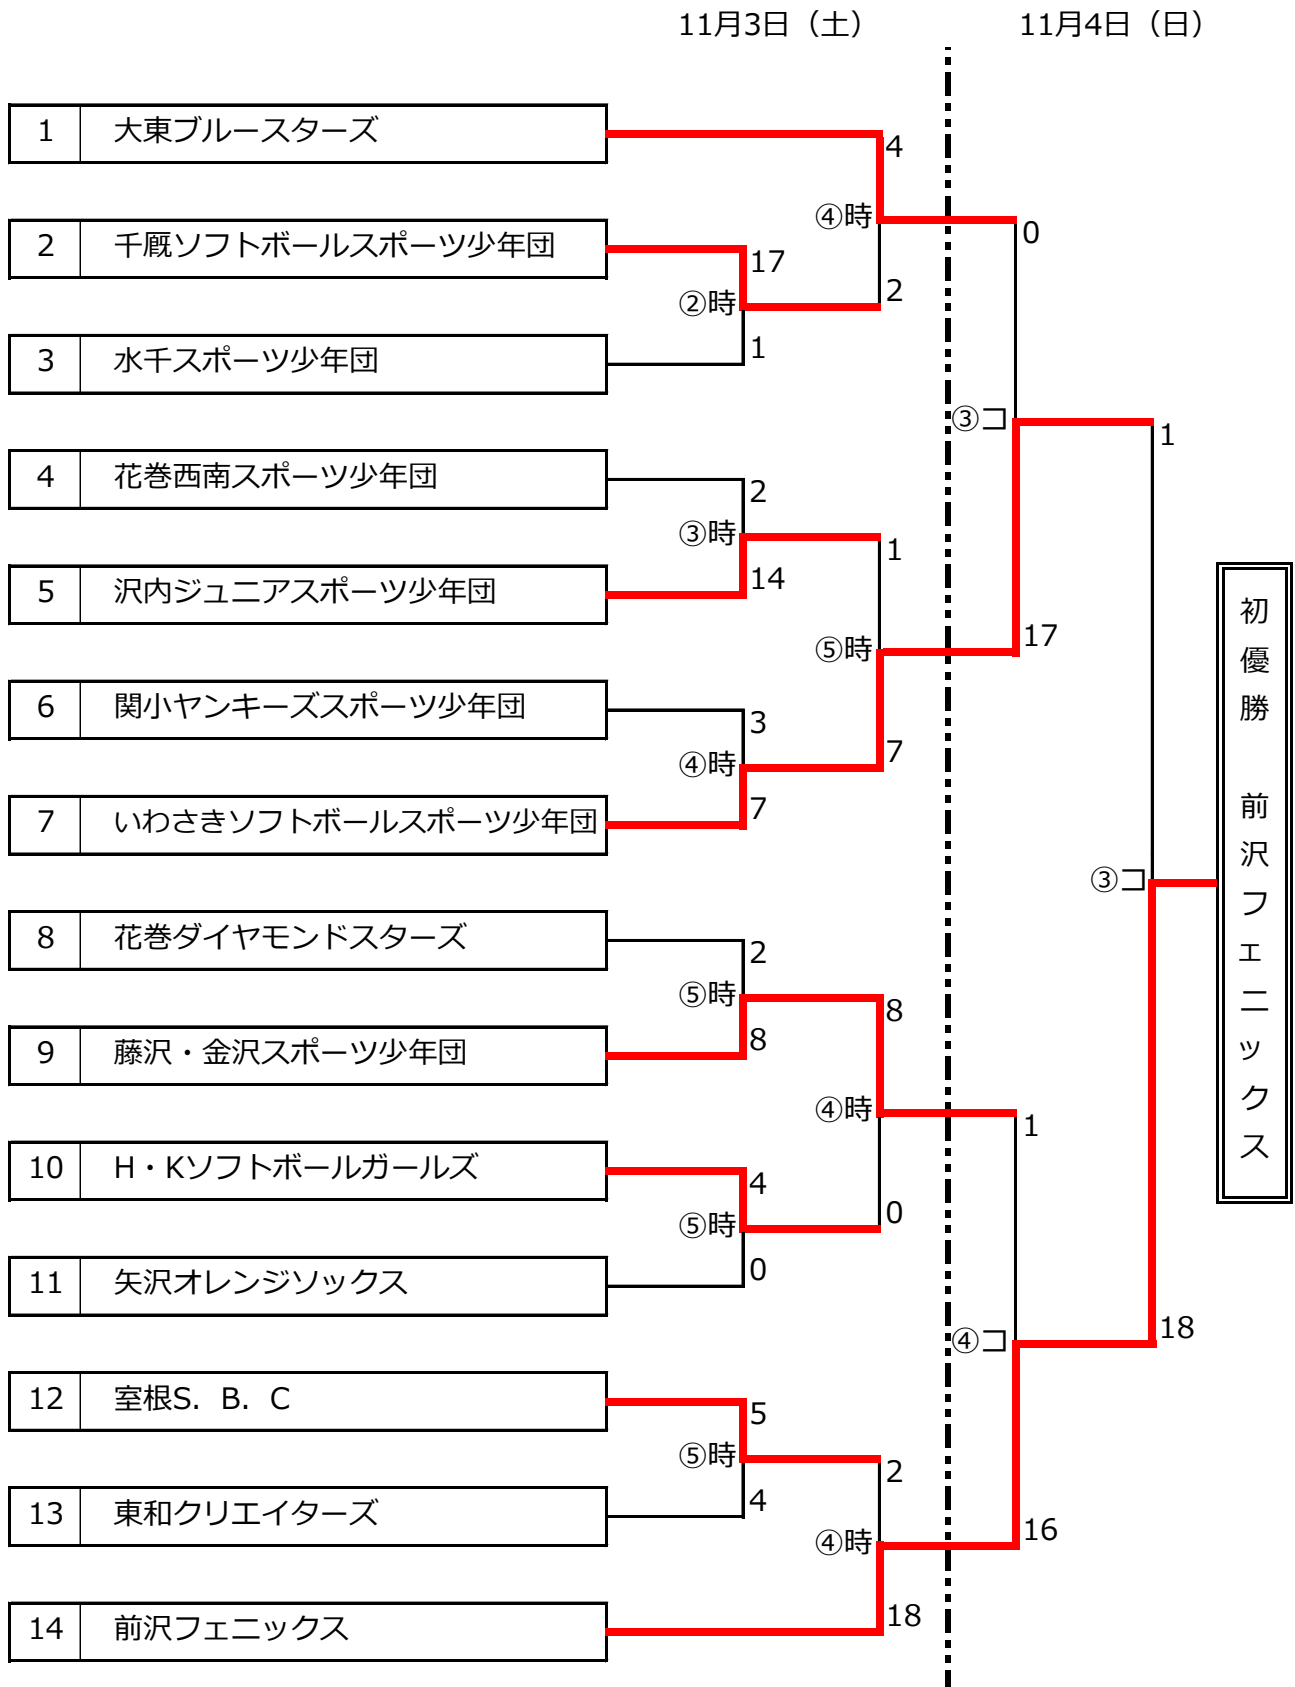 11月3日（土）
11月4日（日）
1 大東ブルースターズ
4
④時
0
2 千厩ソフトボールスポーツ少年団
17
②時
2
3 水千スポーツ少年団
1
③コ
1
4 花巻西南スポーツ少年団
2
③時
1
5 沢内ジュニアスポーツ少年団
14
⑤時
17
6 関小ヤンキーズスポーツ少年団
3
④時
7
7 いわさきソフトボールスポーツ少年団
7
③コ
初優勝 前沢フェニックス
8 花巻ダイヤモンドスターズ
2
⑤時
8
9 藤沢・金沢スポーツ少年団
8
④時
1
10 H・Kソフトボールガールズ
4
⑤時
0
11 矢沢オレンジソックス
0
④コ
18
12 室根S．B．C
5
⑤時
2
13 東和クリエイターズ
4
④時
16
14 前沢フェニックス
18